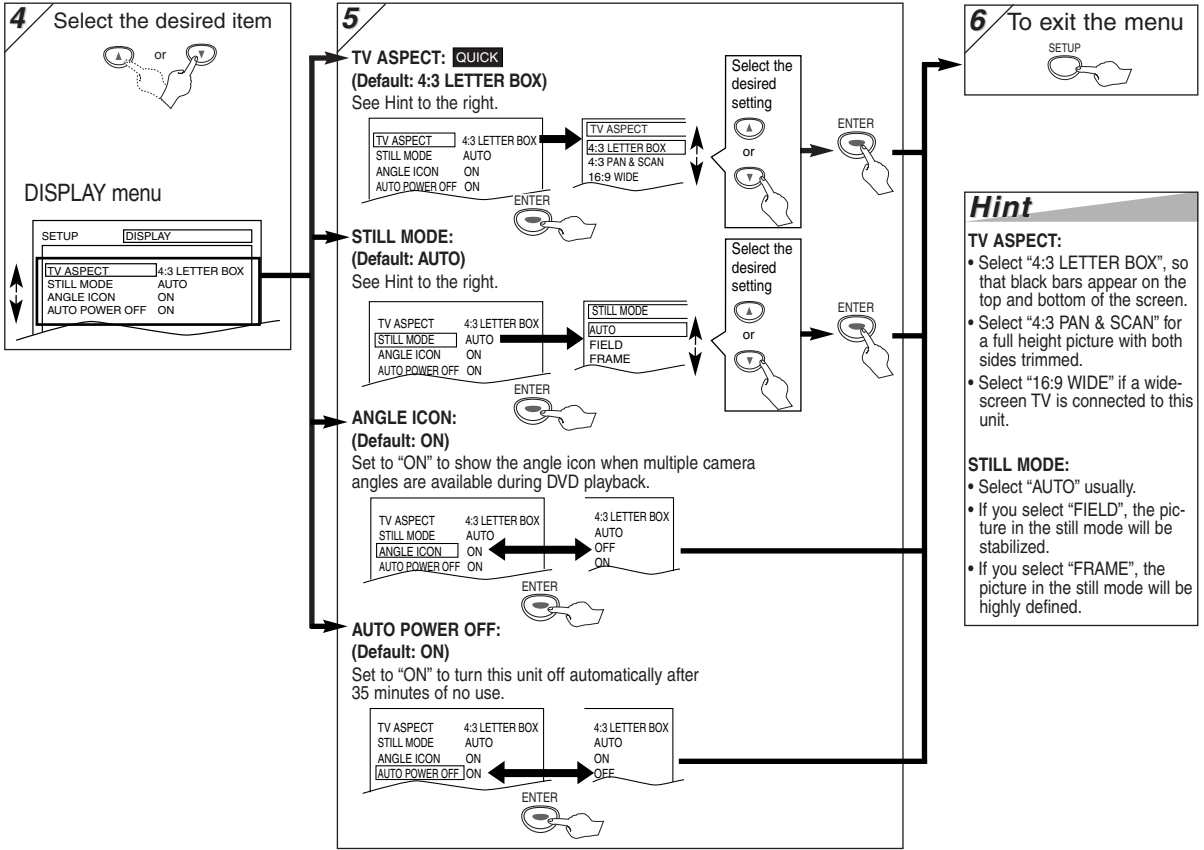 4 Select the desired item
or
DISPLAY menu
SETUP DISPLAY
TV ASPECT 4:3 LETTER BOX
STILL MODE AUTO
ANGLE ICON ON
AUTO POWER OFF ON
5
TV ASPECT: QUICK
(Default: 4:3 LETTER BOX)
See Hint to the right.
TV ASPECT 4:3 LETTER BOX
STILL MODE AUTO
ANGLE ICON ON
AUTO POWER OFF ON
ENTER
TV ASPECT
4:3 LETTER BOX
4:3 PAN & SCAN
16:9 WIDE
Select the
desired
setting
or
ENTER
STILL MODE:
(Default: AUTO)
See Hint to the right.
TV ASPECT 4:3 LETTER BOX
STILL MODE AUTO
ANGLE ICON ON
AUTO POWER OFF ON
ENTER
STILL MODE
AUTO
FIELD
FRAME
Select the
desired
setting
or
ENTER
ANGLE ICON:
(Default: ON)
Set to “ON” to show the angle icon when multiple camera
angles are available during DVD playback.
TV ASPECT 4:3 LETTER BOX
STILL MODE AUTO
ANGLE ICON ON
AUTO POWER OFF ON
4:3 LETTER BOX
AUTO
OFF
ON
ENTER
AUTO POWER OFF:
(Default: ON)
Set to “ON” to turn this unit off automatically after
35 minutes of no use.
TV ASPECT 4:3 LETTER BOX
STILL MODE AUTO
ANGLE ICON ON
AUTO POWER OFF ON
4:3 LETTER BOX
AUTO
ON
OFF
ENTER
6 To exit the menu
SETUP
Hint
TV ASPECT:
• Select “4:3 LETTER BOX”, so
that black bars appear on the
top and bottom of the screen.
• Select “4:3 PAN & SCAN” for
a full height picture with both
sides trimmed.
• Select “16:9 WIDE” if a wide-
screen TV is connected to this
unit.
STILL MODE:
• Select “AUTO” usually.
• If you select “FIELD”, the pic-
ture in the still mode will be
stabilized.
• If you select “FRAME”, the
picture in the still mode will be
highly defined.